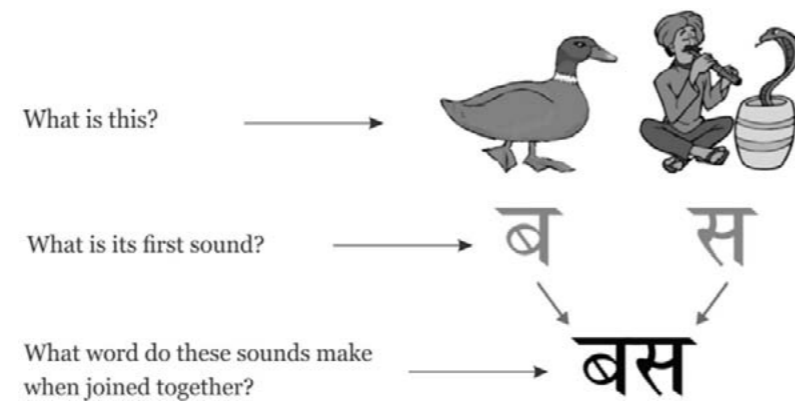 What is this?
What is its first sound?
ब स
What word do these sounds make
when joined together?
बस